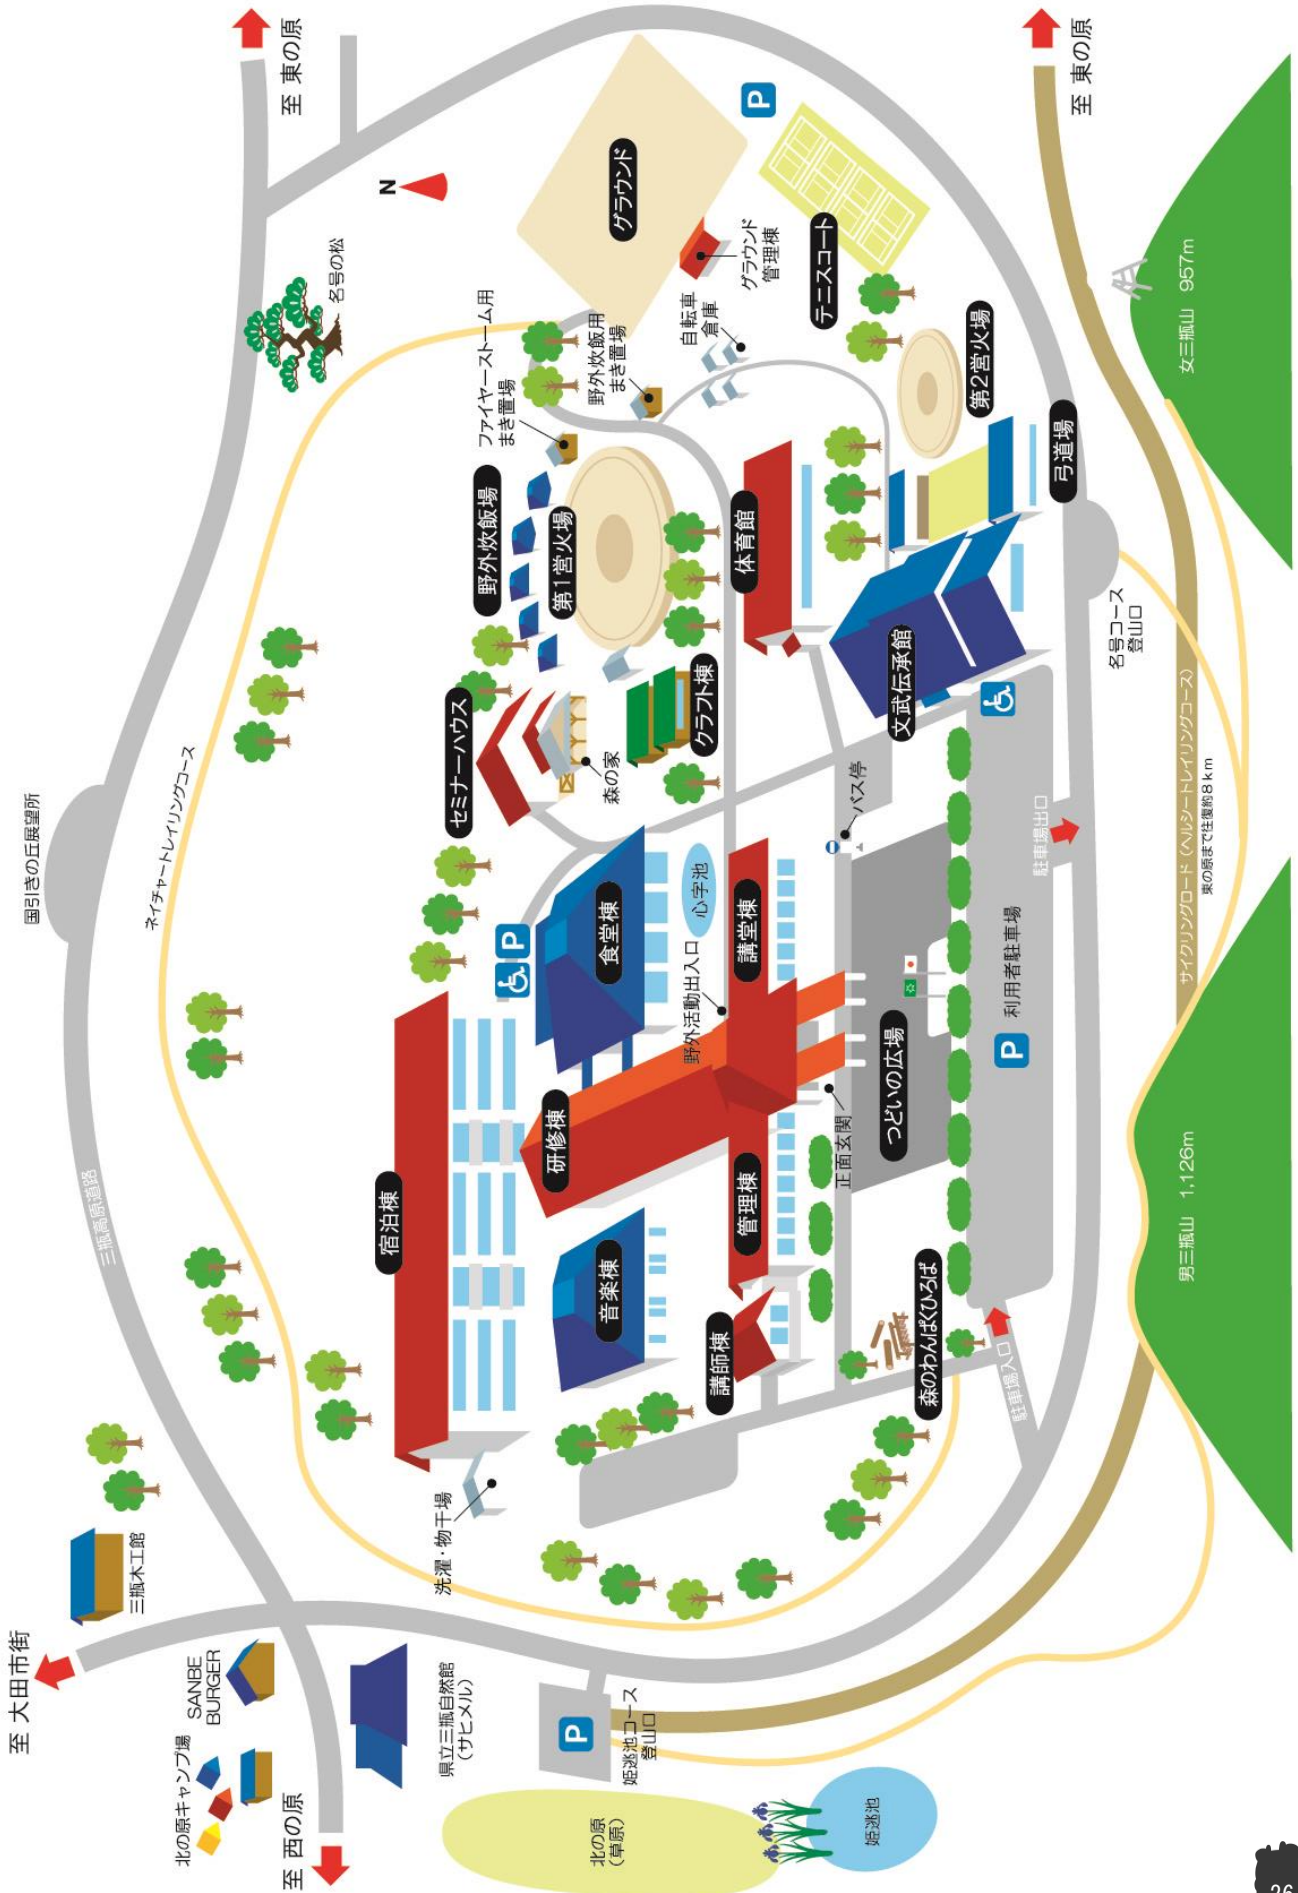 至 大田市街
三瓶木工館
SANBE
BURGER
北の原キャンプ場
至 西の原
県立三瓶自然館
（サヒメル）
北の原
（草原）
姫逃池
P
姫逃池コース
登山口
三瓶高原道路
国引きの丘展望所
ネイチャートレイリングコース
名号の松
至 東の原
N
洗濯・物干場
宿泊棟
P
研修棟
食堂棟
音楽棟
講師棟
管理棟
講堂棟
心字池
野外活動出入口
正面玄関
セミナーハウス
森の家
クラフト棟
野外炊飯場
第1営火場
ファイヤーストーム用
まき置場
野外炊飯用
まき置場
自転車
倉庫
グラウンド
グラウンド
管理棟
P
テニスコート
体育館
文武伝承館
弓道場
第2営火場
バス停
つどいの広場
森のわんぱくひろば
P
利用者駐車場
駐車場入口
駐車場出口
名号コース
登山口
サイクリングロード（ヘルシートレイリングコース）
東の原まで往復約8km
至 東の原
男三瓶山 1,126m
女三瓶山 957m
26